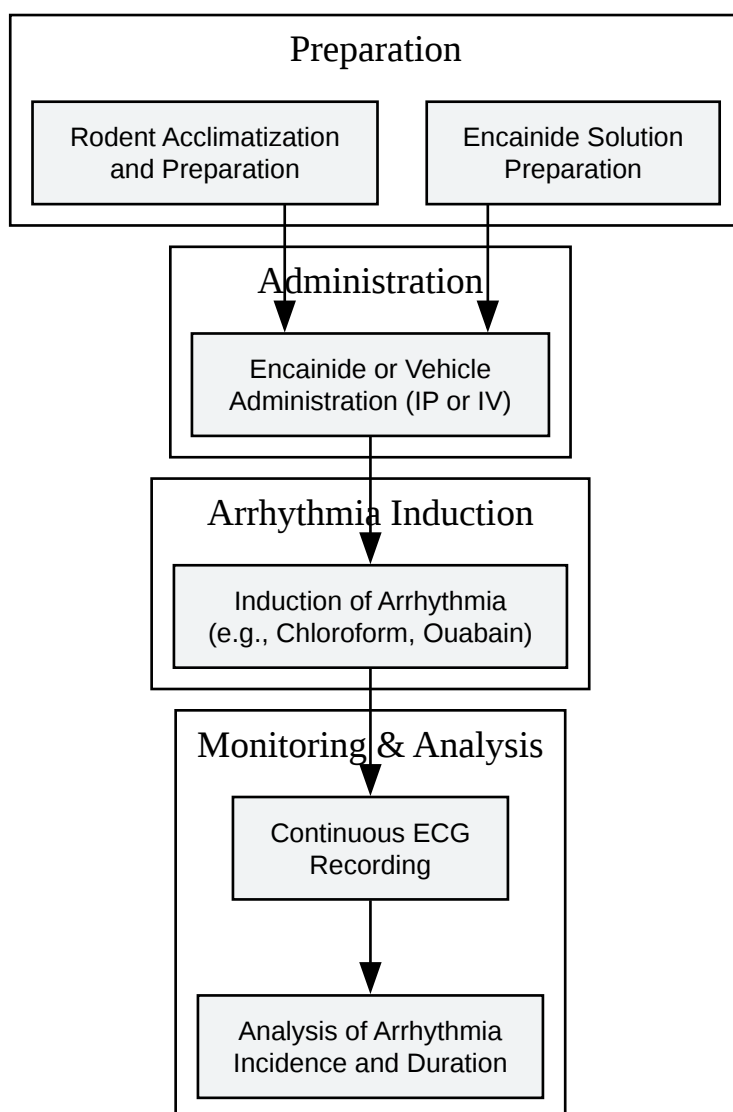 Preparation
Rodent Acclimatization
and Preparation
Encainide Solution
Preparation
Administration
Encainide or Vehicle
Administration (IP or IV)
Arrhythmia Induction
Induction of Arrhythmia
(e.g., Chloroform, Ouabain)
Monitoring & Analysis
Continuous ECG
Recording
Analysis of Arrhythmia
Incidence and Duration